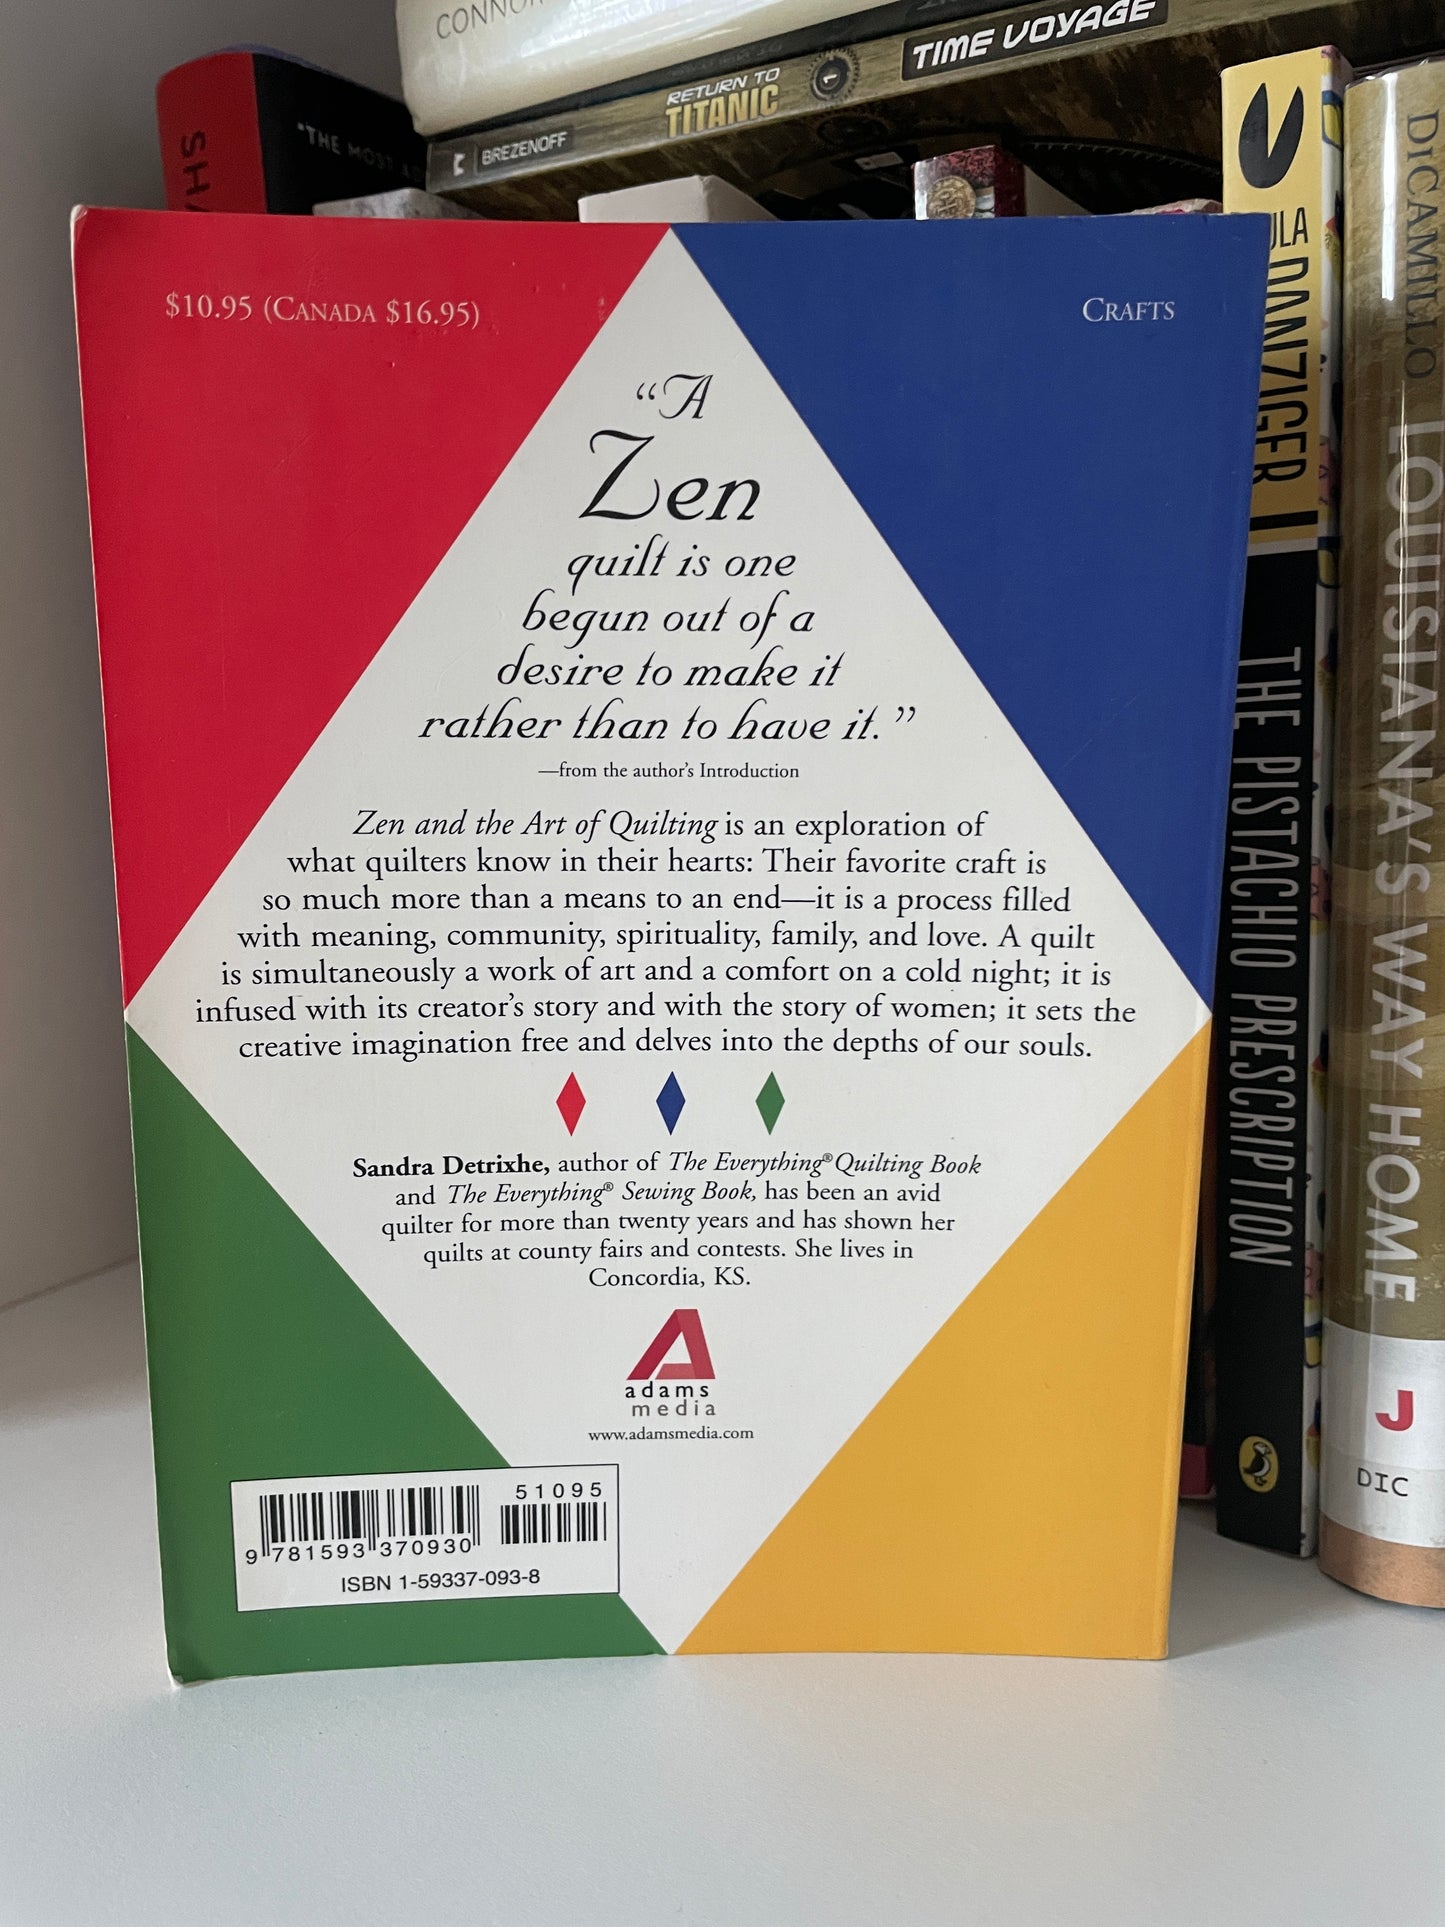 RETURN TO
TITANIC
1
TIME VOYAGE
BREZENOFF
"THE MOST
$10.95 (CANADA $16.95)
CRAFTS
“A
Zen
quilt is one
begun out of a
desire to make it
rather than to have it.”
—from the author’s Introduction
Zen and the Art of Quilting is an exploration of
what quilters know in their hearts: Their favorite craft is
so much more than a means to an end—it is a process filled
with meaning, community, spirituality, family, and love. A quilt
is simultaneously a work of art and a comfort on a cold night; it is
infused with its creator’s story and with the story of women; it sets the
creative imagination free and delves into the depths of our souls.
Sandra Detrixhe, author of The Everything® Quilting Book
and The Everything® Sewing Book, has been an avid
quilter for more than twenty years and has shown her
quilts at county fairs and contests. She lives in
Concordia, KS.
adams
media
www.adamsmedia.com
51095
9 781593 370930
ISBN 1-59337-093-8
DANZIGER
THE PISTACHIO PRESCRIPTION
DICAMILLO
LOUISIANA'S WAY HOME
J
DIC